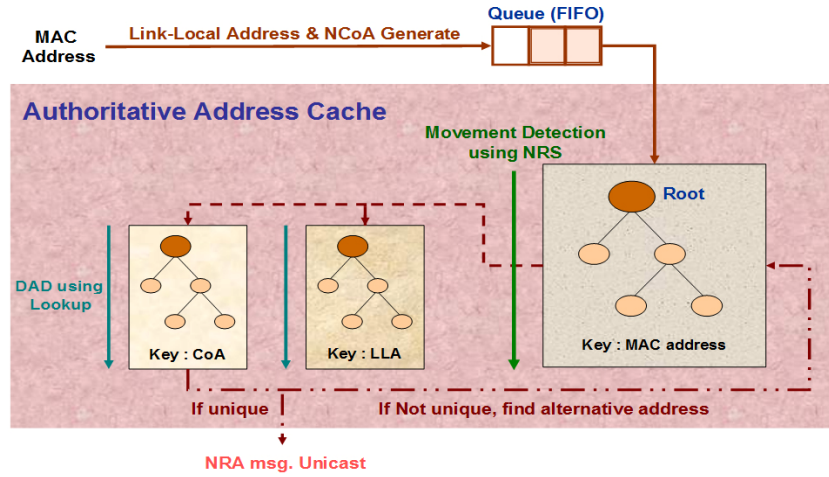 Queue (FIFO)
MAC
Address
Link-Local Address & NCoA Generate
Authoritative Address Cache
Movement Detection
using NRS
Root
DAD using
Lookup
Key : CoA
Key : LLA
Key : MAC address
If unique
If Not unique, find alternative address
NRA msg. Unicast